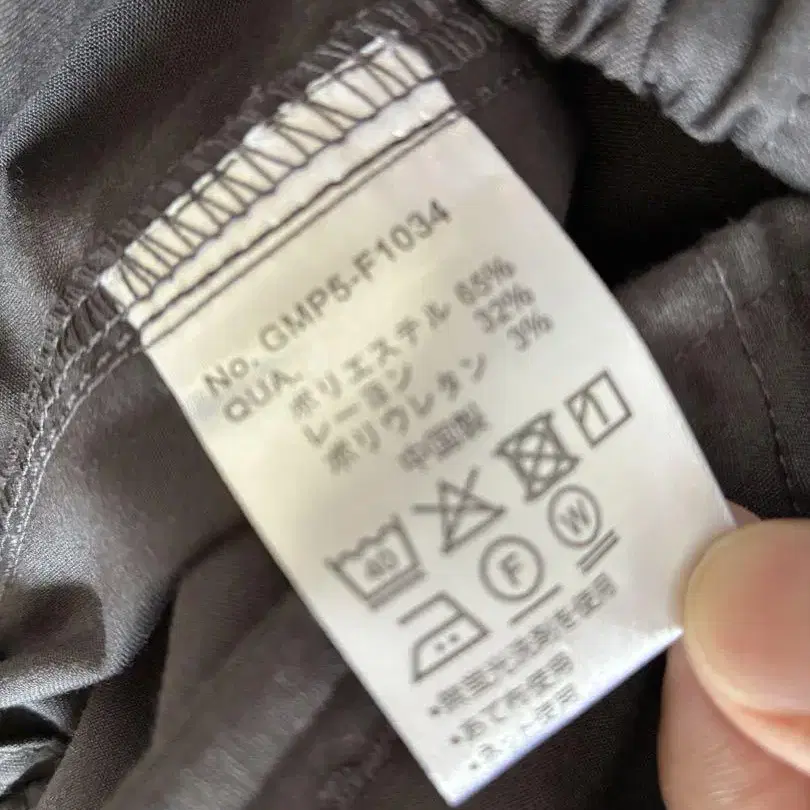 No. GMP5-F1034
QUA. ポリエステル 65%
レーヨン 32%
ポリウレタン 3%
中国製
40
F W
•無蛍光洗剤を使用
•あて布使用
•ネット使用